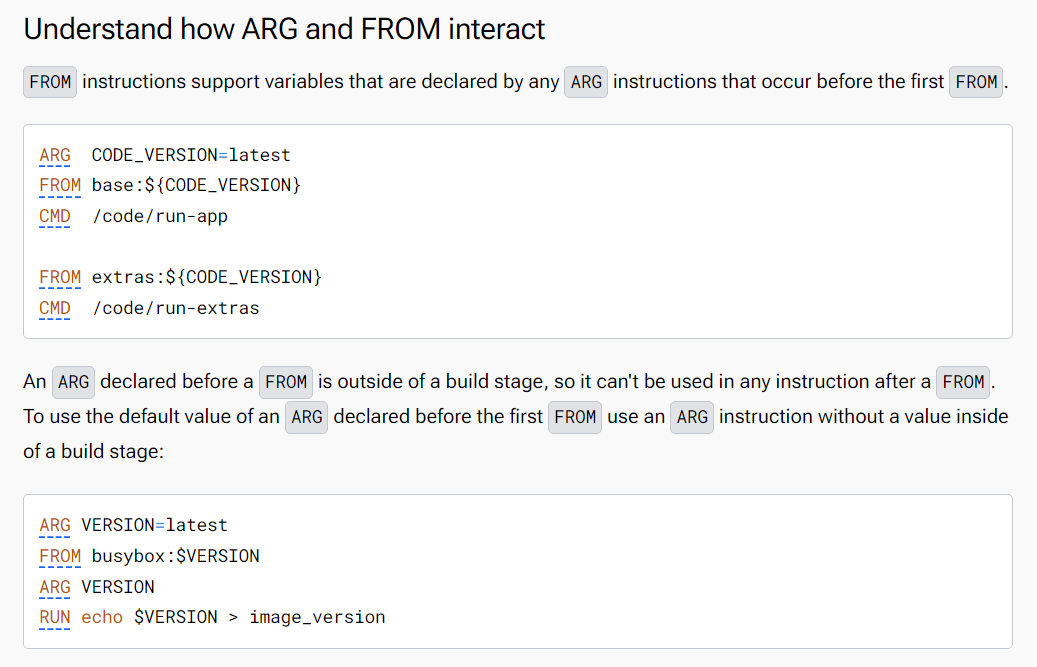 Understand how ARG and FROM interact
FROM instructions support variables that are declared by any ARG instructions that occur before the first FROM.
ARG  CODE_VERSION=latest
FROM base:${CODE_VERSION}
CMD  /code/run-app
FROM extras:${CODE_VERSION}
CMD  /code/run-extras
An ARG declared before a FROM is outside of a build stage, so it can't be used in any instruction after a FROM.
To use the default value of an ARG declared before the first FROM use an ARG instruction without a value inside
of a build stage:
ARG VERSION=latest
FROM busybox:$VERSION
ARG VERSION
RUN echo $VERSION > image_version